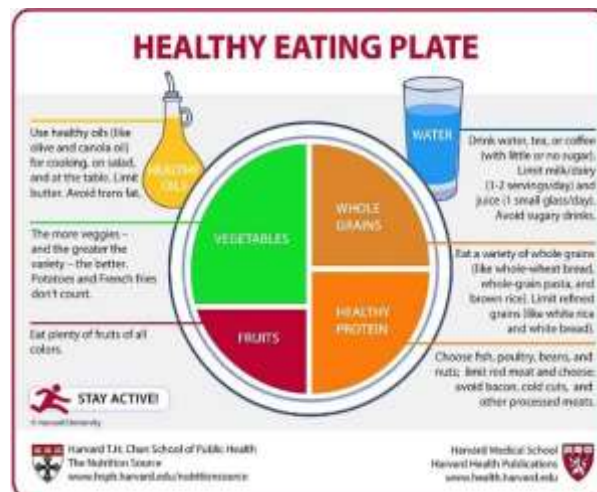 HEALTHY EATING PLATE
Use healthy oils (like
olive and canola oil)
for cooking, on salad,
and at the table. Limit
butter. Avoid trans fat.
HEALTHY
OILS
The more veggies –
and the greater the
variety – the better.
Potatoes and French fries
don't count.
Eat plenty of fruits of all
colors.
VEGETABLES
FRUITS
WHOLE
GRAINS
HEALTHY
PROTEIN
WATER
Drink water, tea, or coffee
(with little or no sugar).
Limit milk/dairy
(1-2 servings/day) and
juice (1 small glass/day).
Avoid sugary drinks.
Eat a variety of whole grains
(like whole-wheat bread,
whole-grain pasta, and
brown rice). Limit refined
grains (like white rice
and white bread).
Choose fish, poultry, beans, and
nuts; limit red meat and cheese;
avoid bacon, cold cuts, and
other processed meats.
STAY ACTIVE!
© Harvard University
Harvard T.H. Chan School of Public Health
The Nutrition Source
www.hsph.harvard.edu/nutritionsource
Harvard Medical School
Harvard Health Publications
www.health.harvard.edu